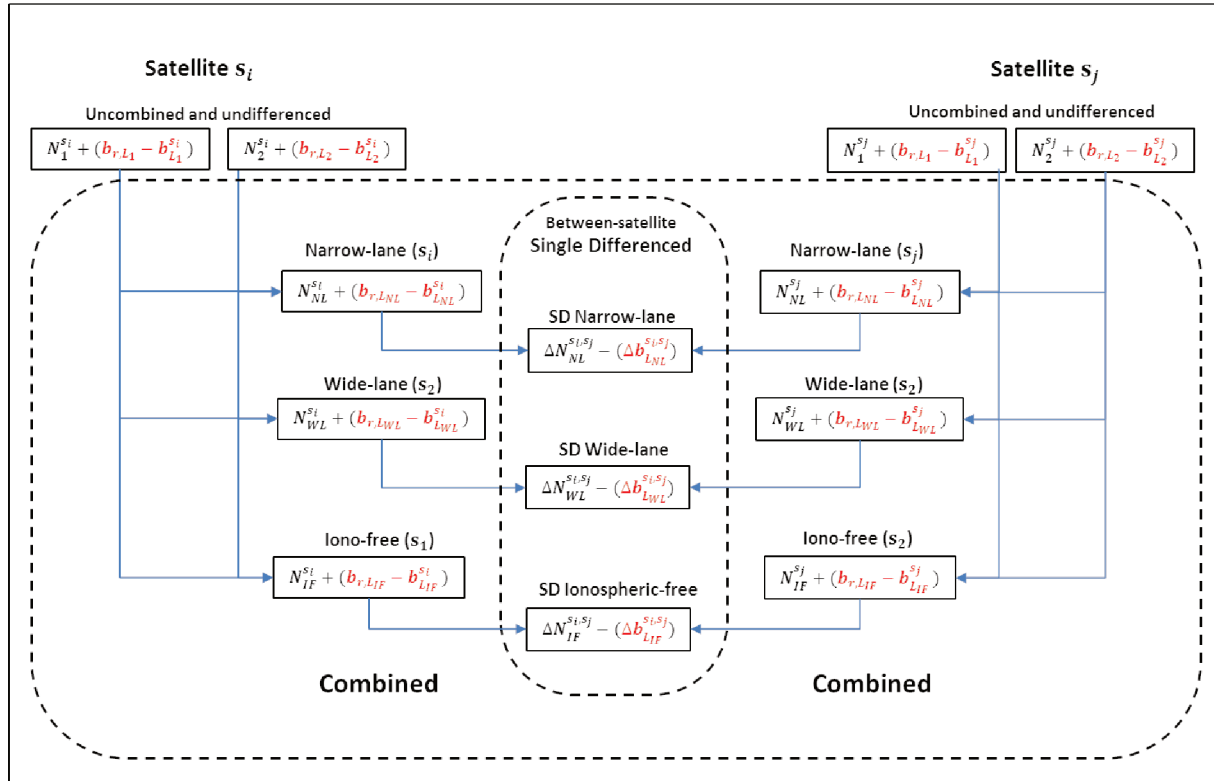 Satellite s_i
Satellite s_j
Uncombined and undifferenced
Uncombined and undifferenced
N_1^{s_i} + (b_{r,L_1} − b_{L_1}^{s_i})
N_2^{s_i} + (b_{r,L_2} − b_{L_2}^{s_i})
N_1^{s_j} + (b_{r,L_1} − b_{L_1}^{s_j})
N_2^{s_j} + (b_{r,L_2} − b_{L_2}^{s_j})
Between-satellite
Single Differenced
Narrow-lane (s_i)
Narrow-lane (s_j)
N_{NL}^{s_i} + (b_{r,L_{NL}} − b_{L_{NL}}^{s_i})
N_{NL}^{s_j} + (b_{r,L_{NL}} − b_{L_{NL}}^{s_j})
SD Narrow-lane
ΔN_{NL}^{s_i,s_j} − (Δb_{L_{NL}}^{s_i,s_j})
Wide-lane (s_2)
Wide-lane (s_2)
N_{WL}^{s_i} + (b_{r,L_{WL}} − b_{L_{WL}}^{s_i})
N_{WL}^{s_j} + (b_{r,L_{WL}} − b_{L_{WL}}^{s_j})
SD Wide-lane
ΔN_{WL}^{s_i,s_j} − (Δb_{L_{WL}}^{s_i,s_j})
Iono-free (s_1)
Iono-free (s_2)
N_{IF}^{s_i} + (b_{r,L_{IF}} − b_{L_{IF}}^{s_i})
N_{IF}^{s_j} + (b_{r,L_{IF}} − b_{L_{IF}}^{s_j})
SD Ionospheric-free
ΔN_{IF}^{s_i,s_j} − (Δb_{L_{IF}}^{s_i,s_j})
Combined
Combined